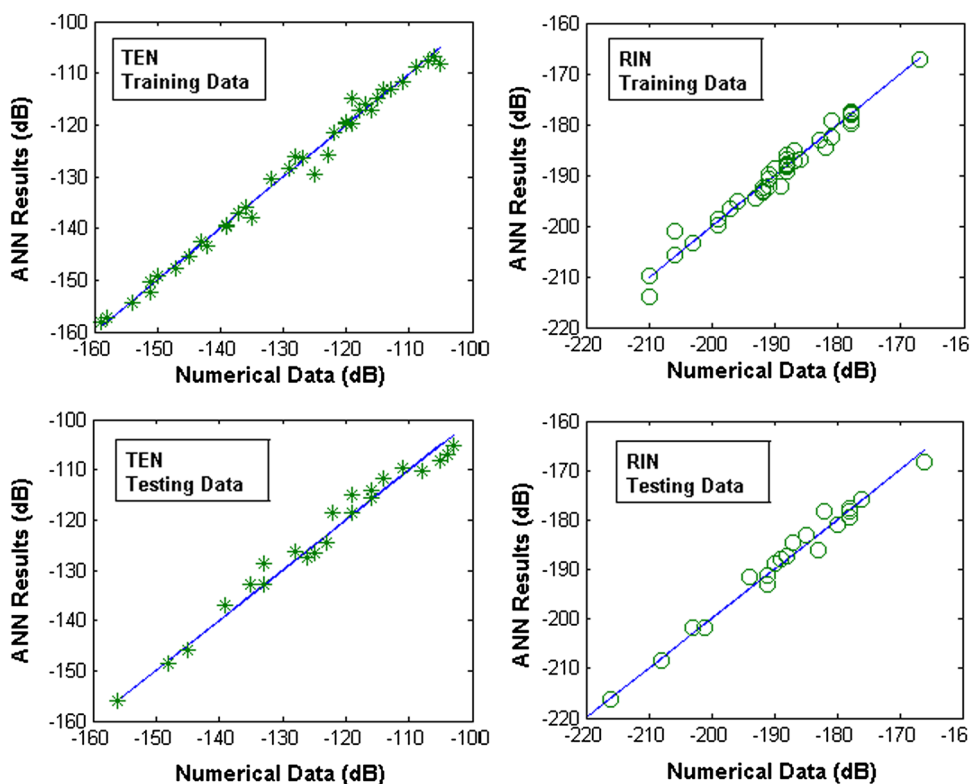 -100
-110
-120
-130
-140
-150
-160
TEN
Training Data
ANN Results (dB)
-160 -150 -140 -130 -120 -110 -100
Numerical Data (dB)
-160
-170
-180
-190
-200
-210
-220
RIN
Training Data
ANN Results (dB)
-220 -210 -200 -190 -180 -170 -16
Numerical Data (dB)
-100
-110
-120
-130
-140
-150
-160
TEN
Testing Data
ANN Results (dB)
-160 -150 -140 -130 -120 -110 -100
Numerical Data (dB)
-160
-170
-180
-190
-200
-210
-220
RIN
Testing Data
ANN Results (dB)
-220 -210 -200 -190 -180 -170 -16
Numerical Data (dB)